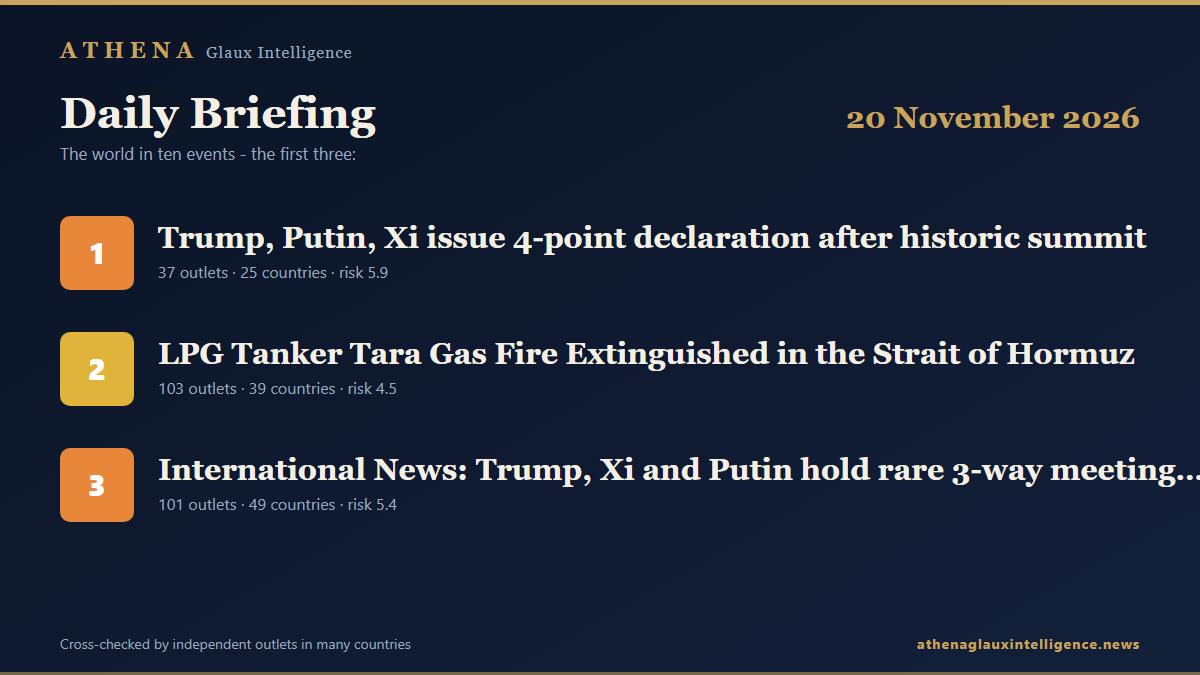 ATHENA Glaux Intelligence
Daily Briefing
20 November 2026
The world in ten events - the first three:
1
Trump, Putin, Xi issue 4-point declaration after historic summit
37 outlets · 25 countries · risk 5.9
2
LPG Tanker Tara Gas Fire Extinguished in the Strait of Hormuz
103 outlets · 39 countries · risk 4.5
3
International News: Trump, Xi and Putin hold rare 3-way meeting...
101 outlets · 49 countries · risk 5.4
Cross-checked by independent outlets in many countries
athenaglauxintelligence.news